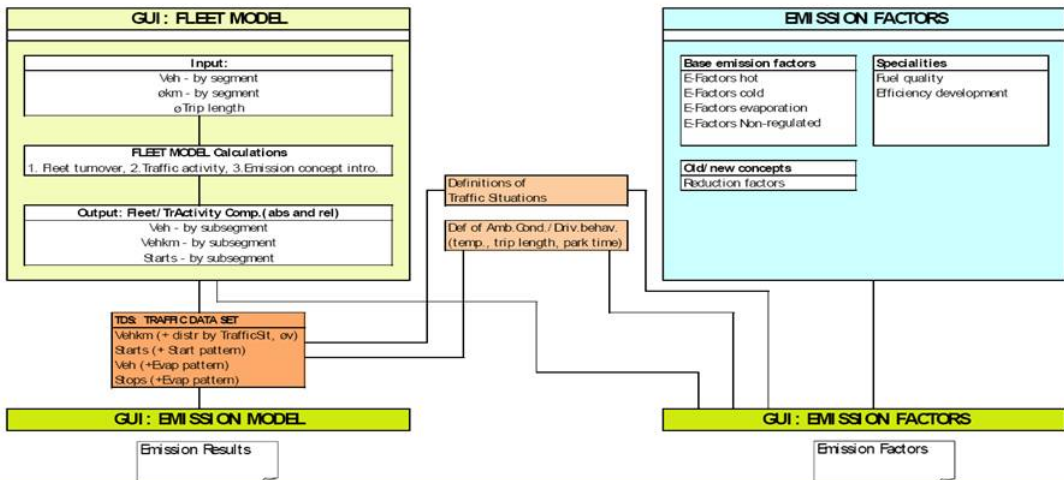 GUI: FLEET MODEL
Input:
Veh - by segment
økm - by segment
øTrip length
FLEET MODEL Calculations
1. Fleet turnover, 2.Traffic activity, 3.Emission concept intro.
Output: Fleet/TrActivity Comp.(abs and rel)
Veh - by subsegment
Vehkm - by subsegment
Starts - by subsegment
TDS: TRAFFIC DATA SET
Vehkm (+ distr by TrafficSit, øv)
Starts (+ Start pattern)
Veh (+Evap pattern)
Stops (+Evap pattern)
GUI: EMISSION MODEL
Emission Results
Definitions of
Traffic Situations
Def of Amb.Cond./Driv.behav.
(temp., trip length, park time)
EMISSION FACTORS
Base emission factors
E-Factors hot
E-Factors cold
E-Factors evaporation
E-Factors Non-regulated
Specialities
Fuel quality
Efficiency development
Old/new concepts
Reduction factors
GUI: EMISSION FACTORS
Emission Factors